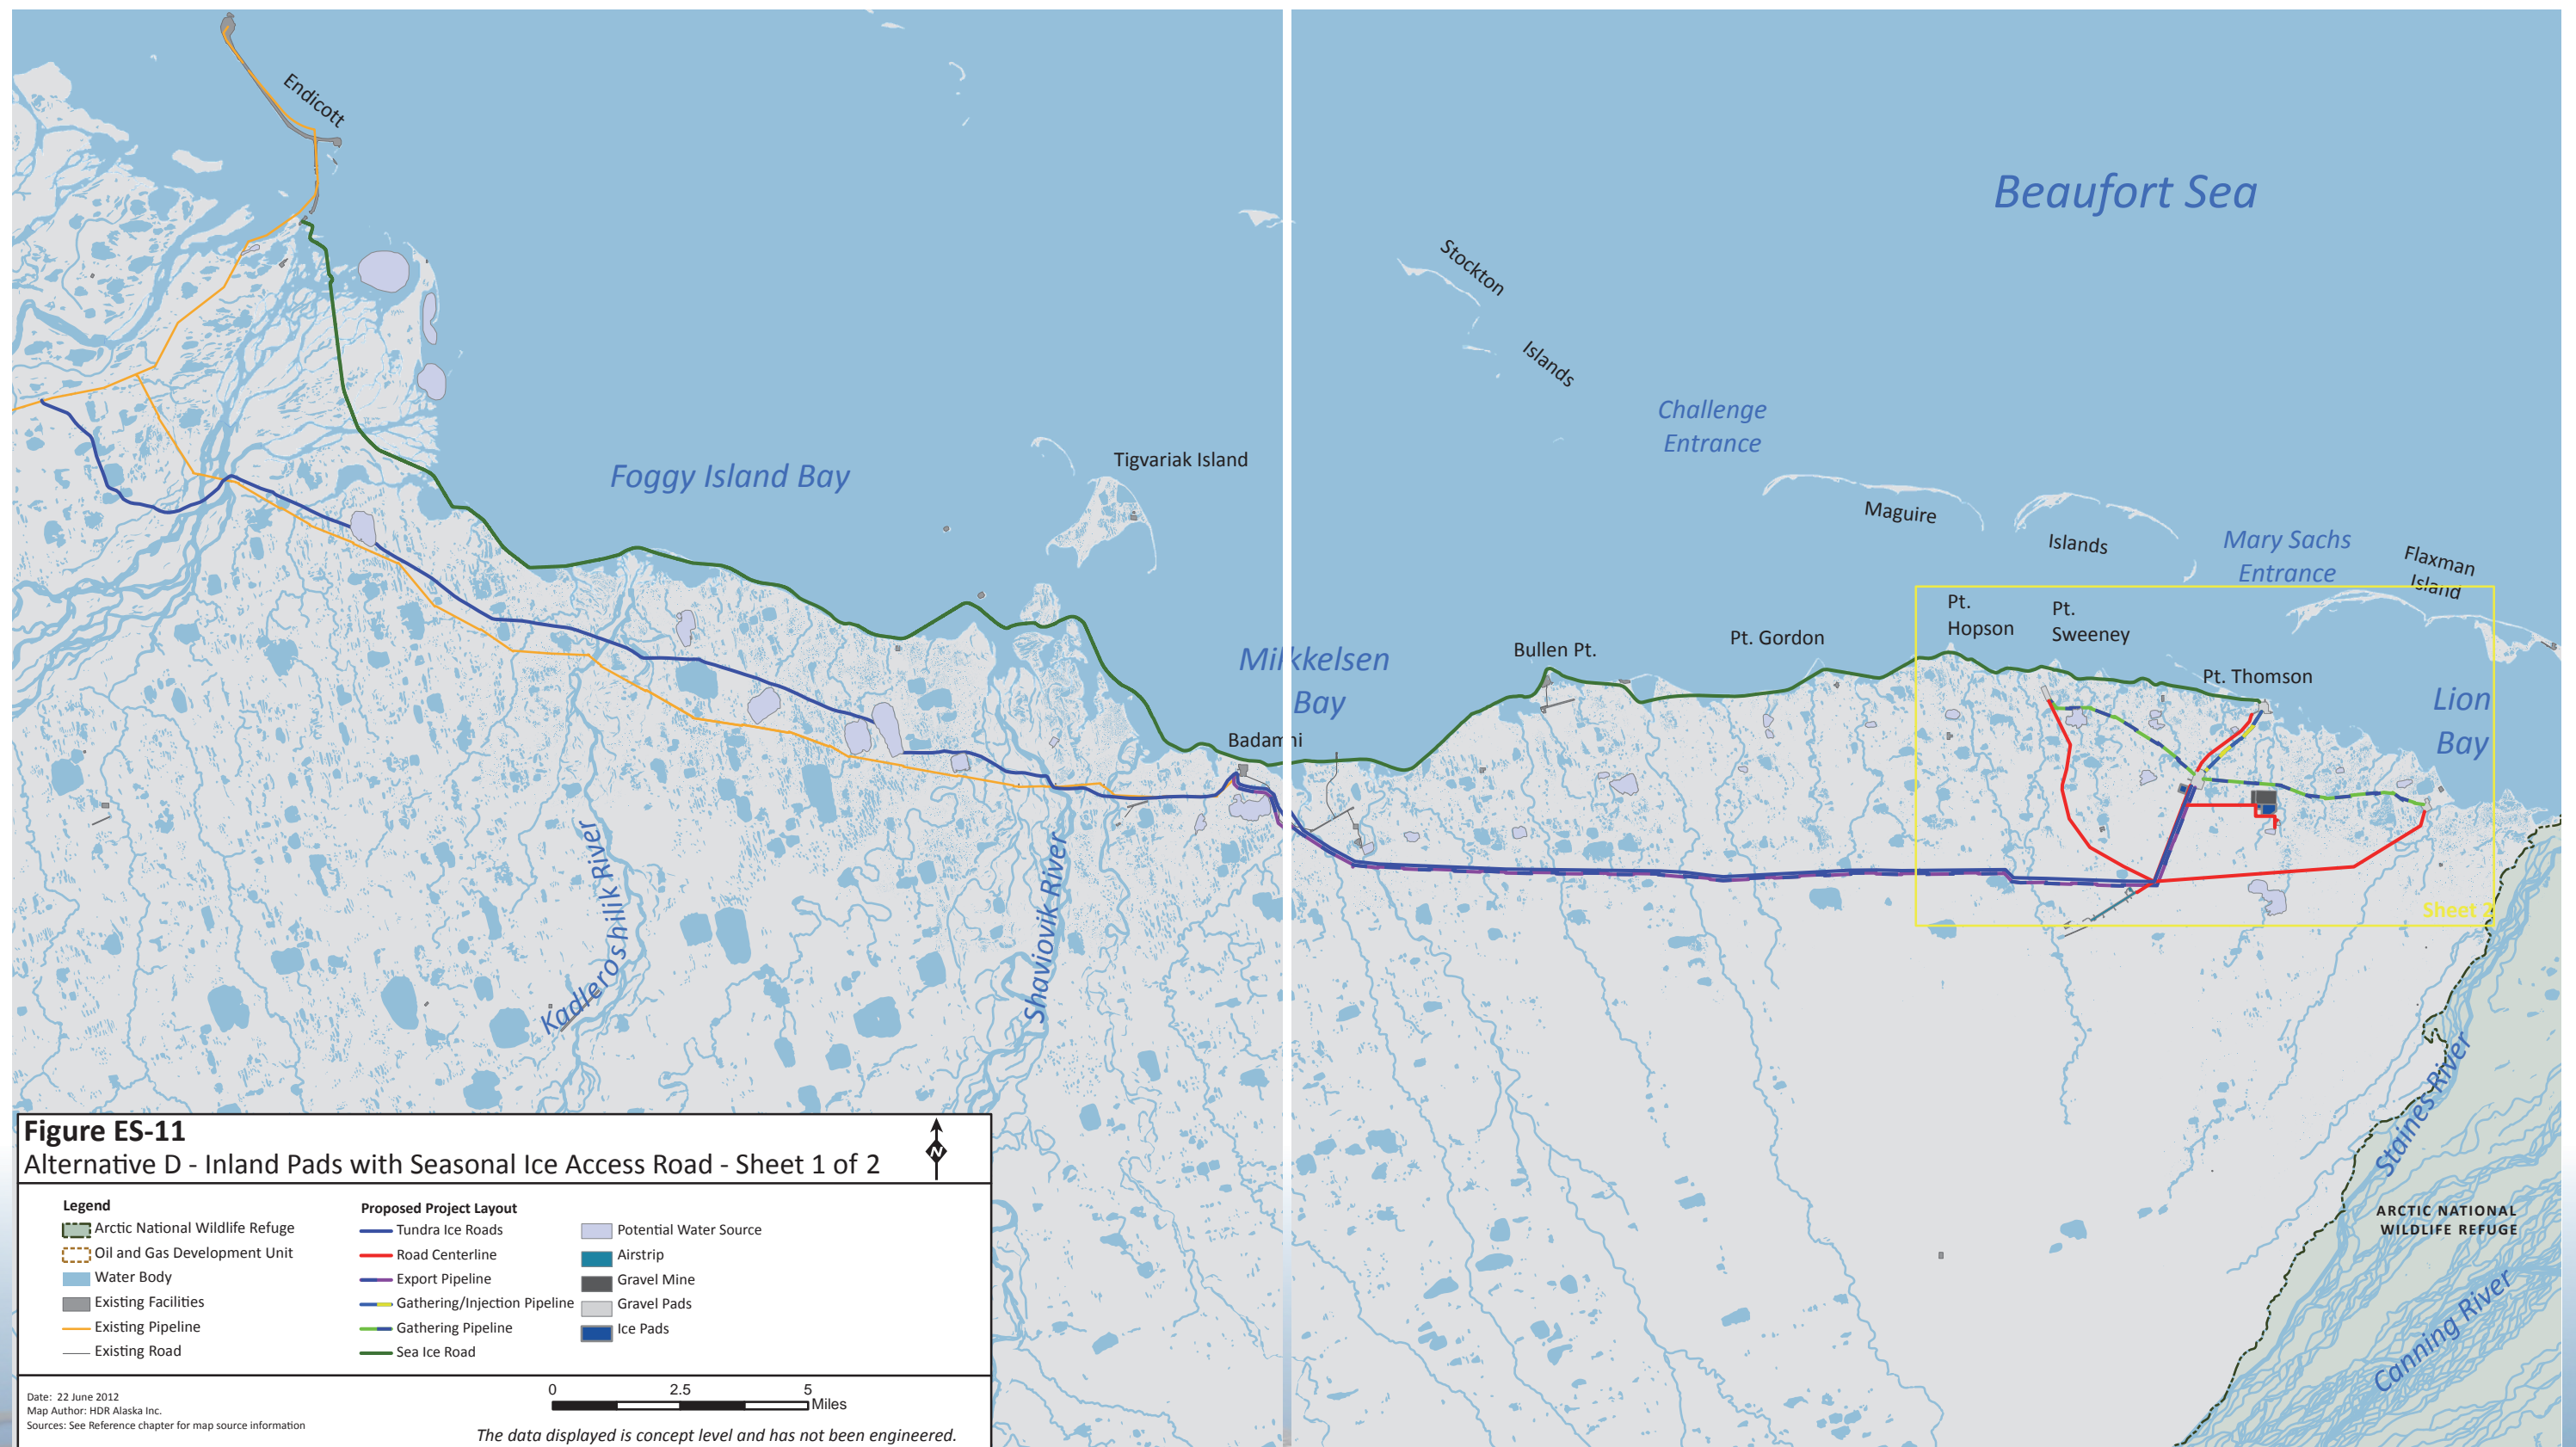 Endicott
Beaufort Sea
Stockton
Islands
Challenge
Entrance
Foggy Island Bay
Tigvariak Island
Maguire
Islands
Mary Sachs
Entrance
Flaxman
Island
Pt.
Hopson
Pt.
Sweeney
Bullen Pt.
Pt. Gordon
Pt. Thomson
Mikkelsen
Bay
Lion
Bay
Badami
Kadleroshilik River
Shaviovik River
Sheet 2
Staines River
ARCTIC NATIONAL
WILDLIFE REFUGE
Canning River
Figure ES-11
Alternative D - Inland Pads with Seasonal Ice Access Road - Sheet 1 of 2
N
Legend
Arctic National Wildlife Refuge
Oil and Gas Development Unit
Water Body
Existing Facilities
Existing Pipeline
Existing Road
Proposed Project Layout
Tundra Ice Roads
Road Centerline
Export Pipeline
Gathering/Injection Pipeline
Gathering Pipeline
Sea Ice Road
Potential Water Source
Airstrip
Gravel Mine
Gravel Pads
Ice Pads
Date: 22 June 2012
Map Author: HDR Alaska Inc.
Sources: See Reference chapter for map source information
0 2.5 5
Miles
The data displayed is concept level and has not been engineered.